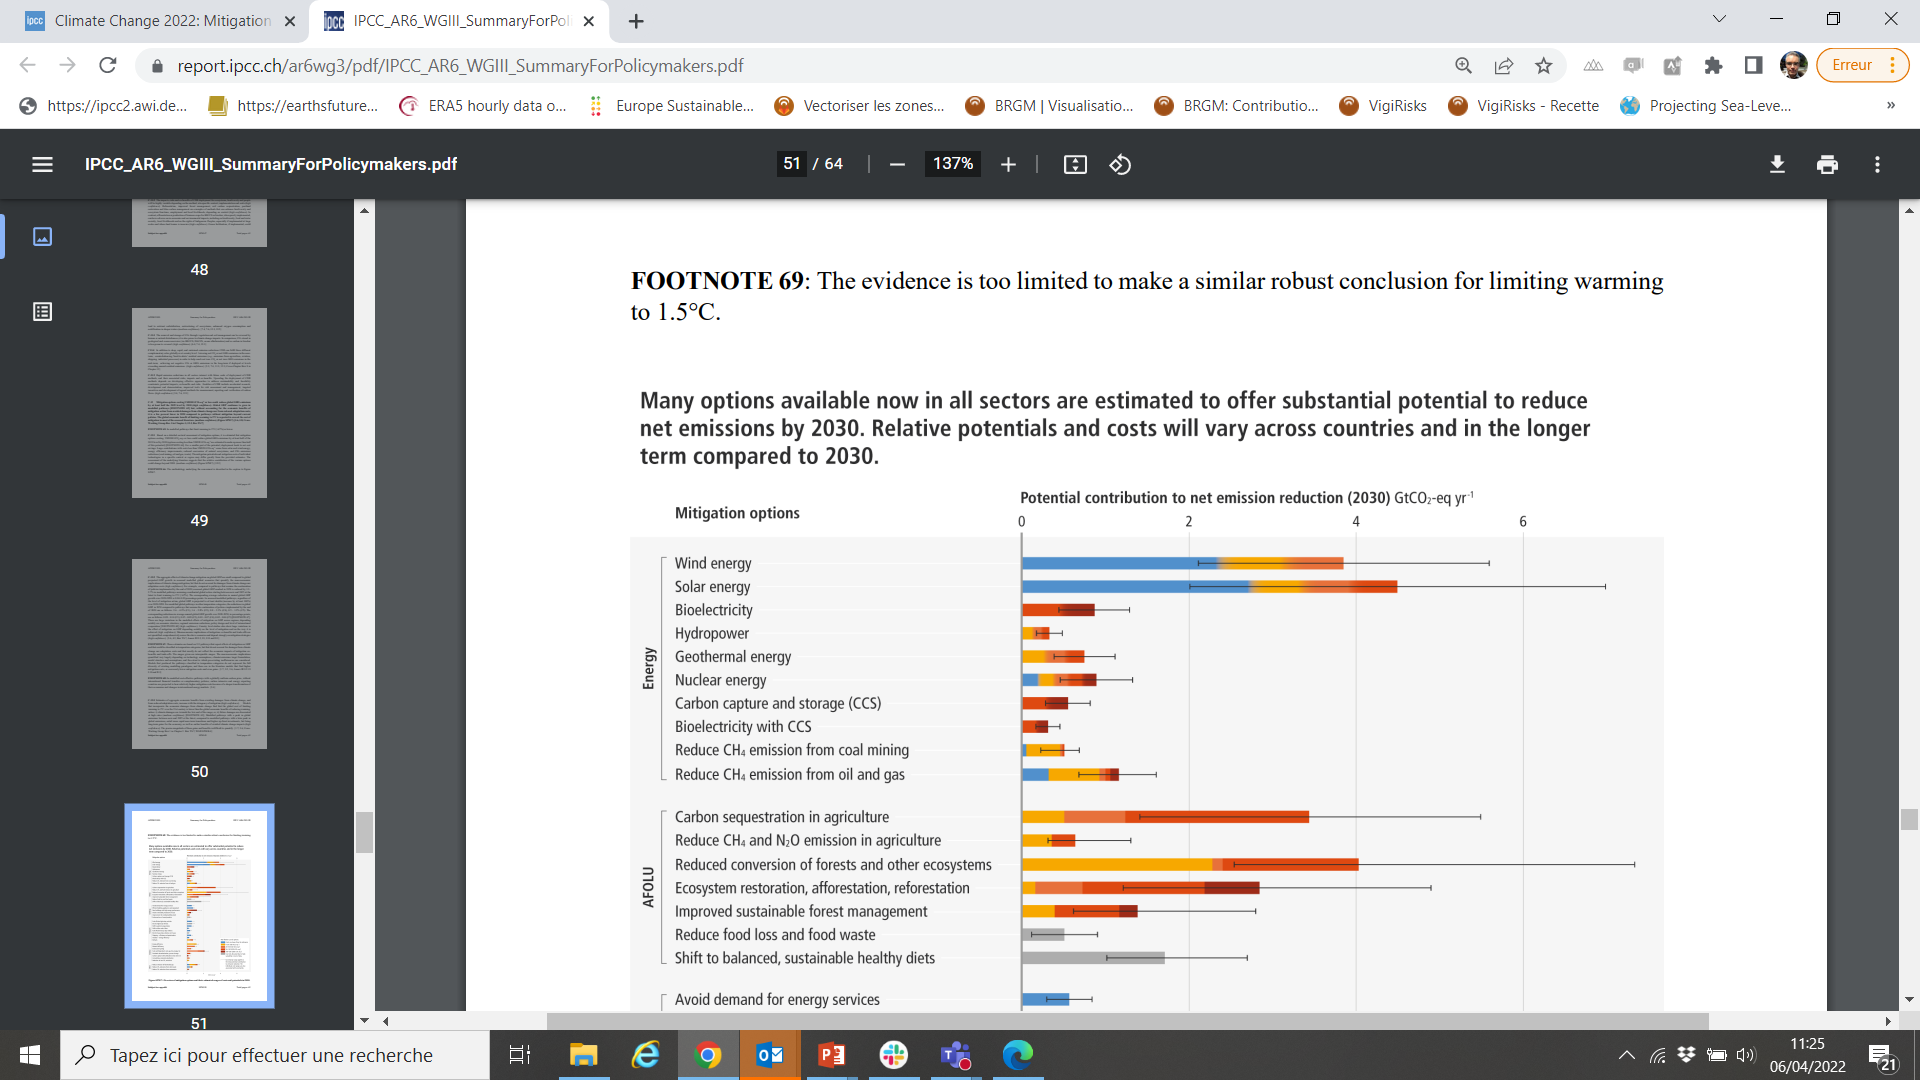 Climate Change 2022: Mitigation
IPCC_AR6_WGIII_SummaryForPoli
report.ipcc.ch/ar6wg3/pdf/IPCC_AR6_WGIII_SummaryForPolicymakers.pdf
Erreur
https://ipcc2.awi.de...
https://earthsfuture...
ERA5 hourly data o...
Europe Sustainable...
Vectoriser les zones...
BRGM | Visualisatio...
BRGM: Contributio...
VigiRisks
VigiRisks - Recette
Projecting Sea-Leve...
»
IPCC_AR6_WGIII_SummaryForPolicymakers.pdf
51 / 64
137%
48
49
50
51
FOOTNOTE 69: The evidence is too limited to make a similar robust conclusion for limiting warming
to 1.5°C.
Many options available now in all sectors are estimated to offer substantial potential to reduce
net emissions by 2030. Relative potentials and costs will vary across countries and in the longer
term compared to 2030.
Potential contribution to net emission reduction (2030) GtCO₂-eq yr⁻¹
Mitigation options
0 2 4 6
Energy
Wind energy
Solar energy
Bioelectricity
Hydropower
Geothermal energy
Nuclear energy
Carbon capture and storage (CCS)
Bioelectricity with CCS
Reduce CH₄ emission from coal mining
Reduce CH₄ emission from oil and gas
AFOLU
Carbon sequestration in agriculture
Reduce CH₄ and N₂O emission in agriculture
Reduced conversion of forests and other ecosystems
Ecosystem restoration, afforestation, reforestation
Improved sustainable forest management
Reduce food loss and food waste
Shift to balanced, sustainable healthy diets
Avoid demand for energy services
Tapez ici pour effectuer une recherche
11:25
06/04/2022
21